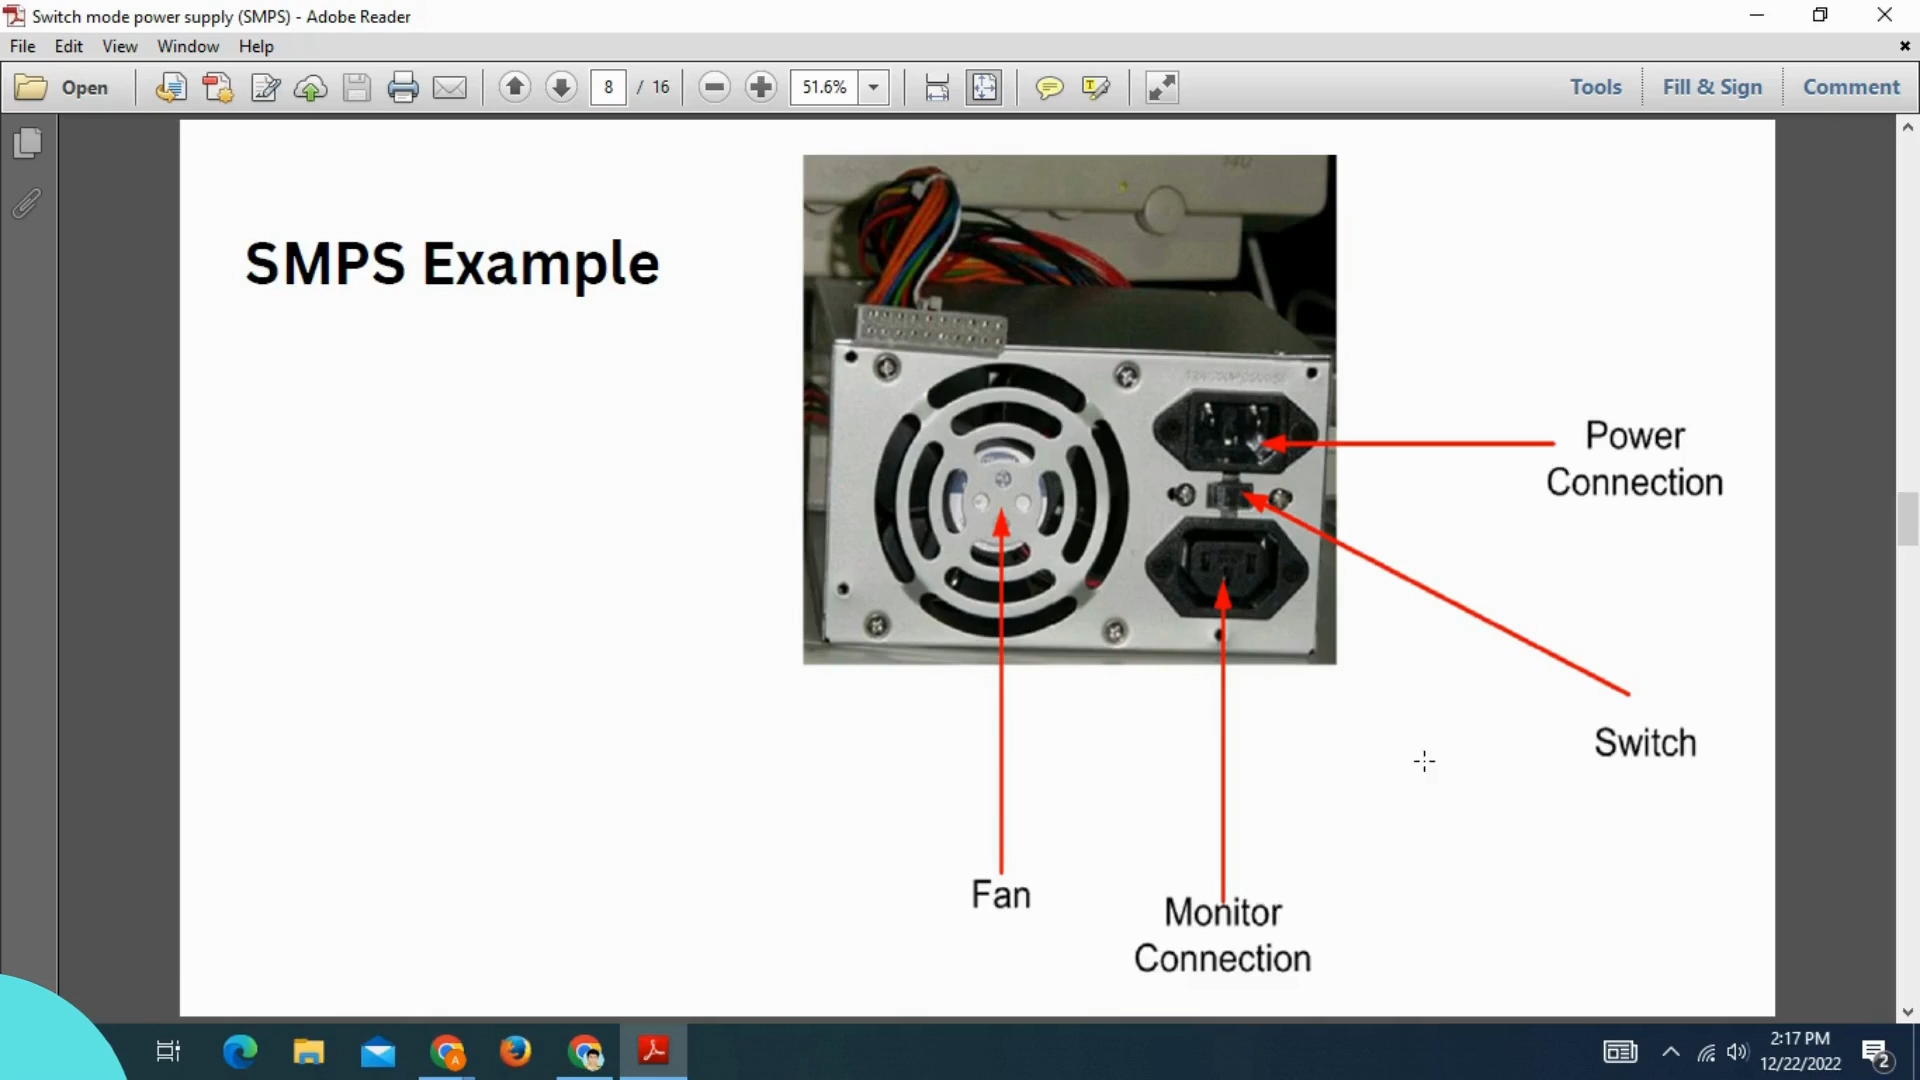 Switch mode power supply (SMPS) - Adobe Reader
File Edit View Window Help
Open 8 / 16 51.6% Tools Fill & Sign Comment
SMPS Example
Power
Connection
Switch
Fan
Monitor
Connection
2:17 PM
12/22/2022
2